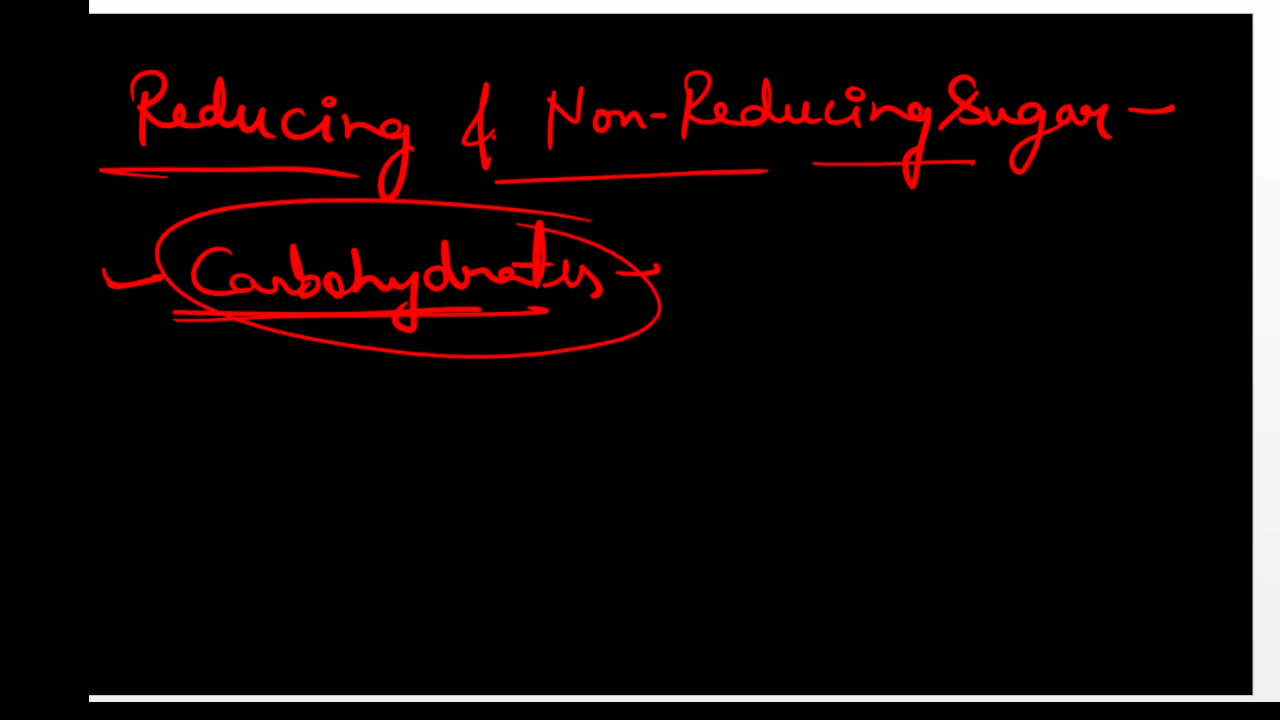 Reducing & Non-Reducing Sugar -
- Carbohydrates -